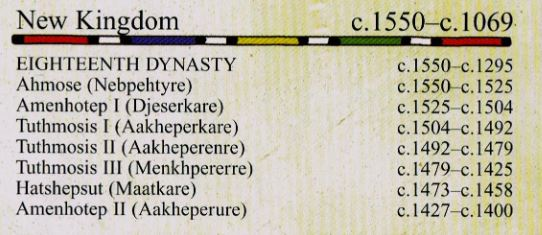 New Kingdom c.1550–c.1069
EIGHTEENTH DYNASTY c.1550–c.1295
Ahmose (Nebpehtyre) c.1550–c.1525
Amenhotep I (Djeserkare) c.1525–c.1504
Tuthmosis I (Aakheperkare) c.1504–c.1492
Tuthmosis II (Aakheperenre) c.1492–c.1479
Tuthmosis III (Menkhpererre) c.1479–c.1425
Hatshepsut (Maatkare) c.1473–c.1458
Amenhotep II (Aakheperure) c.1427–c.1400